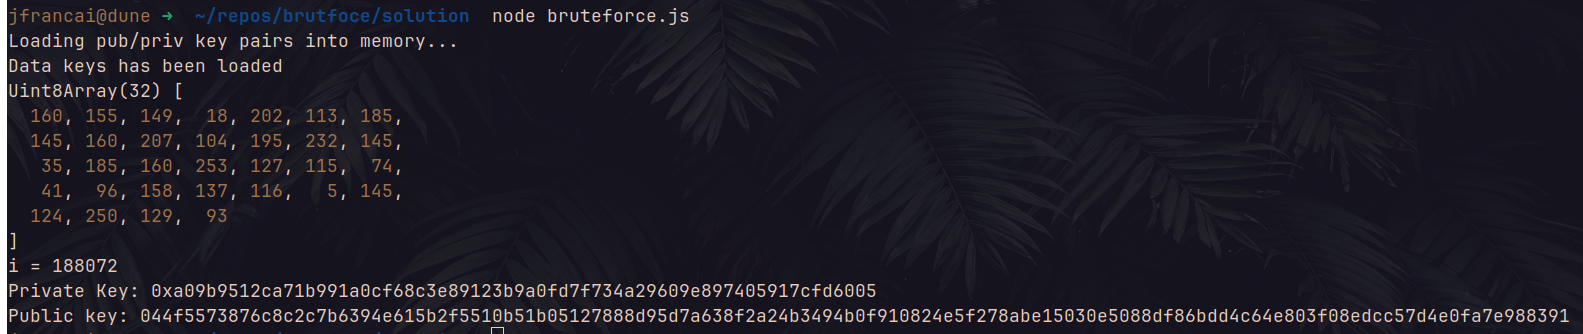 jfrancai@dune → ~/repos/brutfoce/solution node bruteforce.js
Loading pub/priv key pairs into memory...
Data keys has been loaded
Uint8Array(32) [
160, 155, 149, 18, 202, 113, 185,
145, 160, 207, 104, 195, 232, 145,
35, 185, 160, 253, 127, 115, 74,
41, 96, 158, 137, 116, 5, 145,
124, 250, 129, 93
]
i = 188072
Private Key: 0xa09b9512ca71b991a0cf68c3e89123b9a0fd7f734a29609e897405917cfd6005
Public key: 044f5573876c8c2c7b6394e615b2f5510b51b05127888d95d7a638f2a24b3494b0f910824e5f278abe15030e5088df86bdd4c64e803f08edcc57d4e0fa7e988391